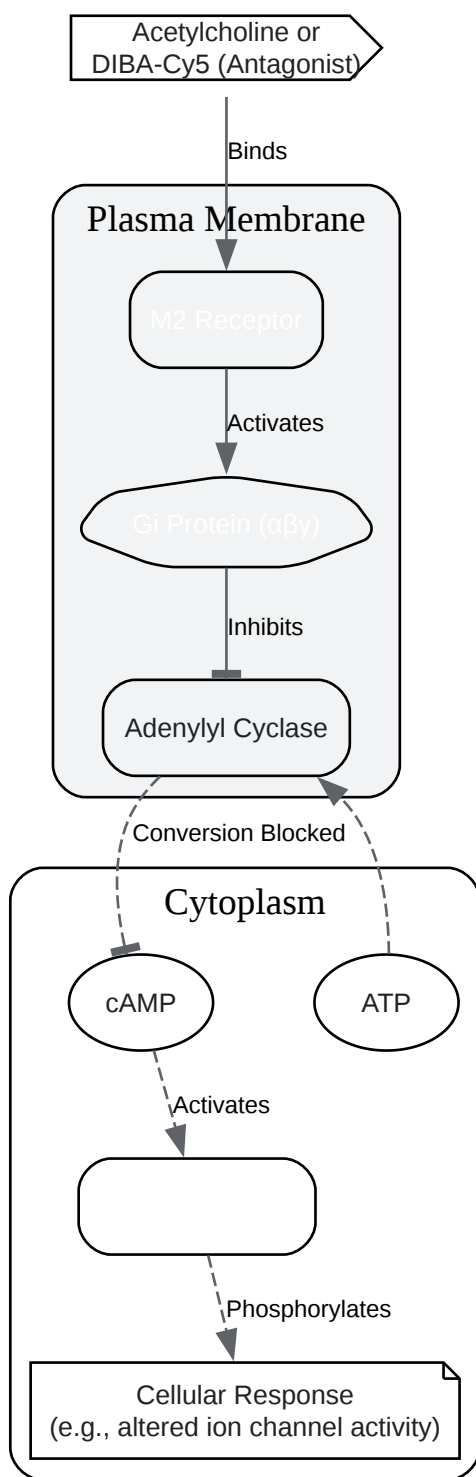 Acetylcholine or
DIBA-Cy5 (Antagonist)
Binds
Plasma Membrane
M2 Receptor
Activates
Gi Protein (αβγ)
Inhibits
Adenylyl Cyclase
Conversion Blocked
Cytoplasm
cAMP
ATP
Activates
Phosphorylates
Cellular Response
(e.g., altered ion channel activity)